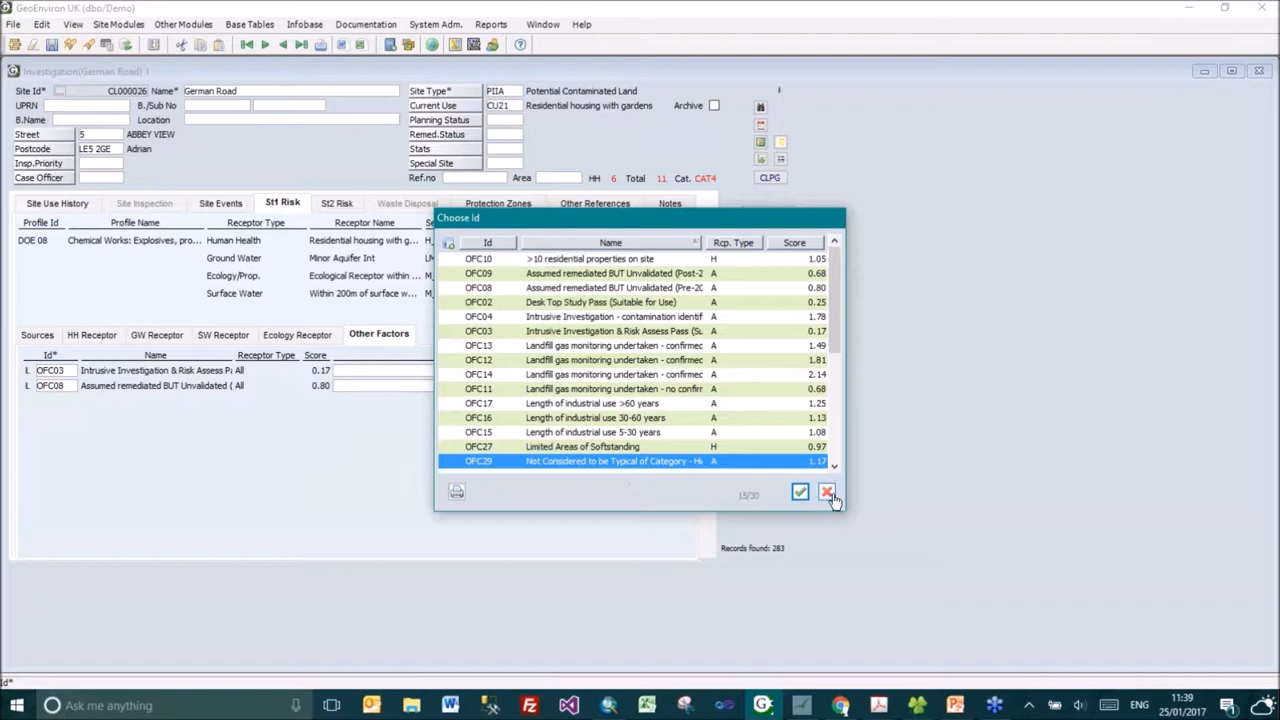 GeoEnviron UK (dbo/Demo)
File Edit View Site Modules Other Modules Base Tables Infobase Documentation System Adm. Reports Window Help
Investigation(German Road) 1
Site Id* ... CL000026 Name* German Road Site Type* PIIA Potential Contaminated Land
UPRN B./Sub No Current Use CU21 Residential housing with gardens Archive
B.Name Location Planning Status
Street 5 ABBEY VIEW Remed.Status
Postcode LE5 2GE Adrian Stats
Insp.Priority Special Site
Case Officer Ref.no Area HH 6 Total 11 Cat. CAT4 CLPG
Site Use History Site Inspection Site Events St1 Risk St2 Risk Waste Disposal Protection Zones Other References Notes
Profile Id Profile Name Receptor Type Receptor Name
DOE 08 Chemical Works: Explosives, pro... Human Health Residential housing with g...
Ground Water Minor Aquifer Int
Ecology/Prop. Ecological Receptor within ...
Surface Water Within 200m of surface w...
Sources HH Receptor GW Receptor SW Receptor Ecology Receptor Other Factors
Id* Name Receptor Type Score
I. OFC03 Intrusive Investigation & Risk Assess Pa All 0.17
I. OFC08 Assumed remediated BUT Unvalidated ( All 0.80
Choose Id
Id Name Rcp. Type Score
OFC10 >10 residential properties on site H 1.05
OFC09 Assumed remediated BUT Unvalidated (Post-2 A 0.68
OFC08 Assumed remediated BUT Unvalidated (Pre-20 A 0.80
OFC02 Desk Top Study Pass (Suitable for Use) A 0.25
OFC04 Intrusive Investigation - contamination identif A 1.78
OFC03 Intrusive Investigation & Risk Assess Pass (Su A 0.17
OFC13 Landfill gas monitoring undertaken - confirmed A 1.49
OFC12 Landfill gas monitoring undertaken - confirmed A 1.81
OFC14 Landfill gas monitoring undertaken - confirmed A 2.14
OFC11 Landfill gas monitoring undertaken - no confirm A 0.68
OFC17 Length of industrial use >60 years A 1.25
OFC16 Length of industrial use 30-60 years A 1.13
OFC15 Length of industrial use 5-30 years A 1.08
OFC27 Limited Areas of Softstanding H 0.97
OFC29 Not Considered to be Typical of Category - Hi A 1.17
15/30
Records found: 283
Id*
Ask me anything
ENG
11:39
25/01/2017